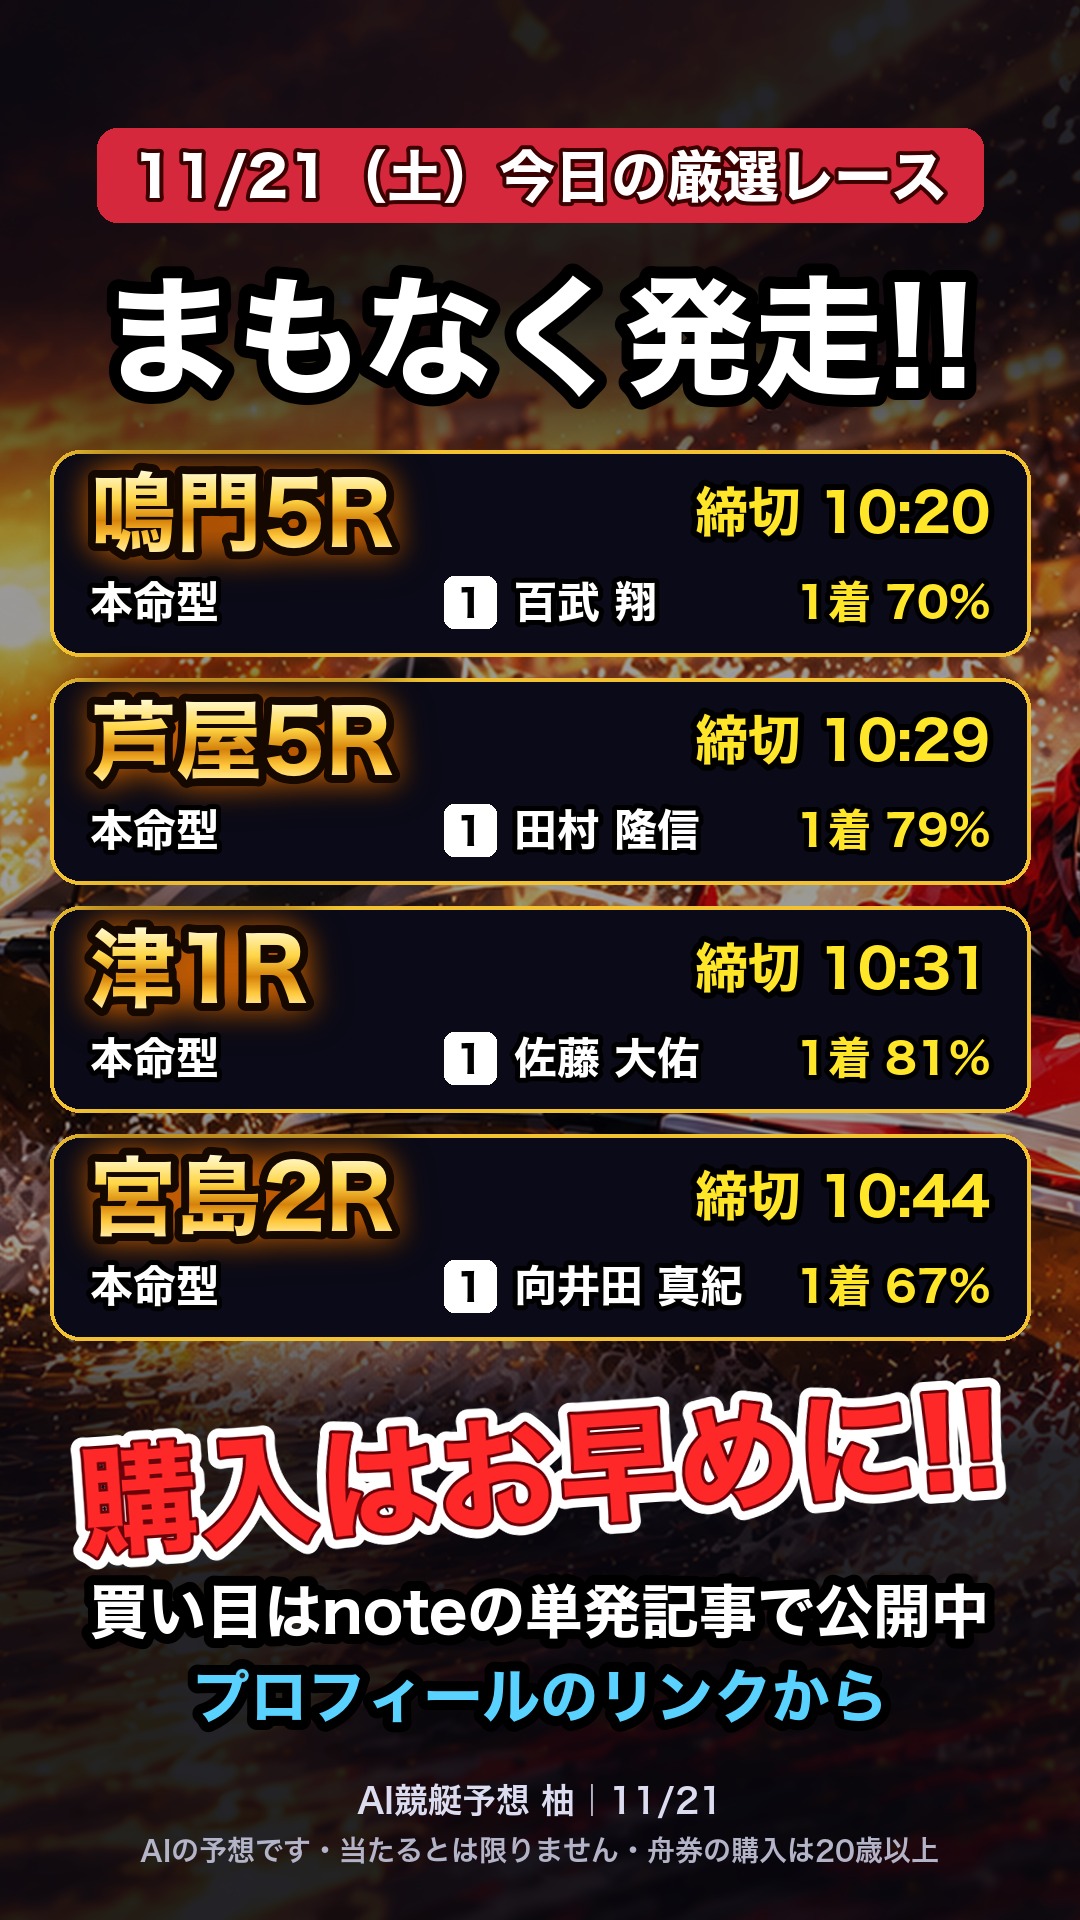 11/21（土）今日の厳選レース
まもなく発走!!
鳴門5R 締切 10:20
本命型 1 百武 翔 1着 70%
芦屋5R 締切 10:29
本命型 1 田村 隆信 1着 79%
津1R 締切 10:31
本命型 1 佐藤 大佑 1着 81%
宮島2R 締切 10:44
本命型 1 向井田 真紀 1着 67%
購入はお早めに!!
買い目はnoteの単発記事で公開中
プロフィールのリンクから
AI競艇予想 柚｜11/21
AIの予想です・当たるとは限りません・舟券の購入は20歳以上